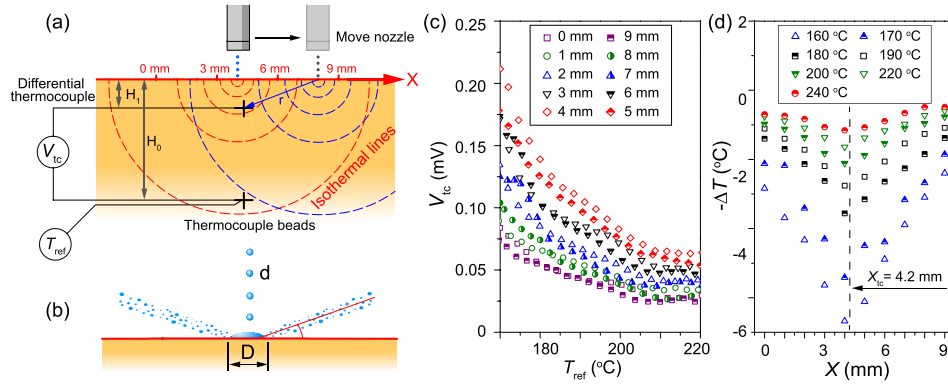 (a)
Move nozzle
0 mm 3 mm 6 mm 9 mm
X
Differential
thermocouple
H1
r
Vtc
H0
Isothermal lines
Thermocouple beads
Tref
d
(b)
D
(c)
0 mm 9 mm
1 mm 8 mm
2 mm 7 mm
3 mm 6 mm
4 mm 5 mm
0.25
0.20
0.15
0.10
0.05
0
Vtc (mV)
180 200 220
Tref (°C)
(d)
160 °C 170 °C
180 °C 190 °C
200 °C 220 °C
240 °C
0
-2
-4
-6
-ΔT (°C)
Xtc = 4.2 mm
0 3 6 9
X (mm)